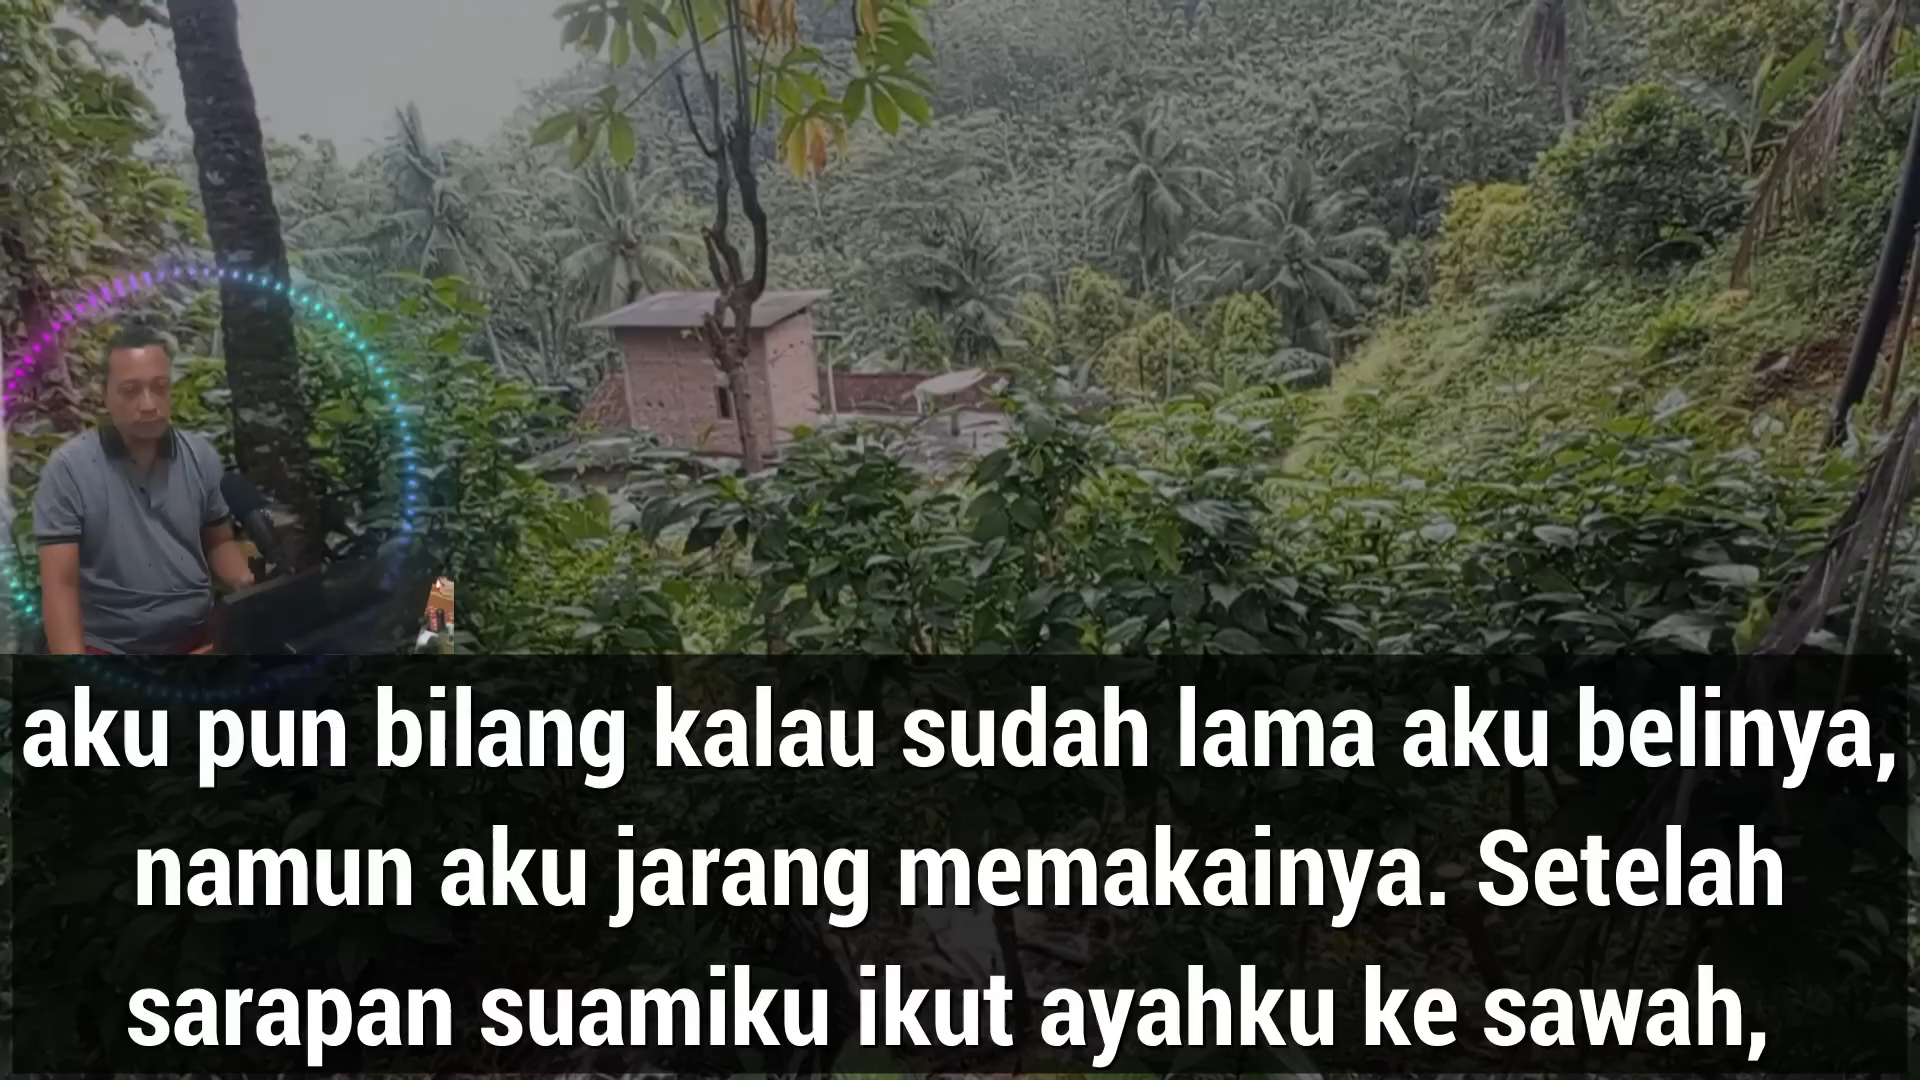 aku pun bilang kalau sudah lama aku belinya,
namun aku jarang memakainya. Setelah
sarapan suamiku ikut ayahku ke sawah,